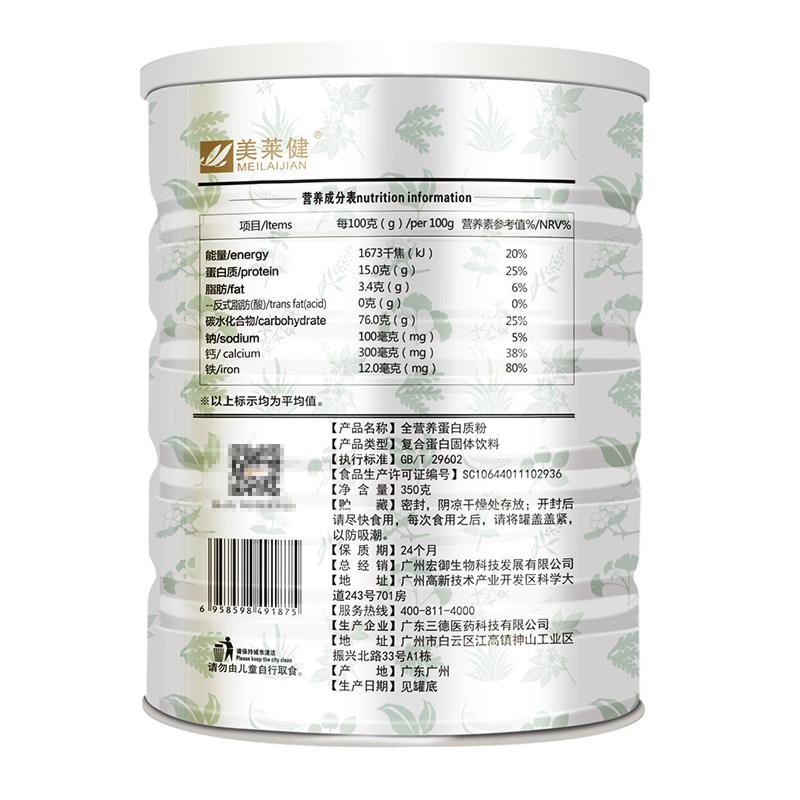 美莱健®
MEILAIJIAN
营养成分表nutrition information
项目/Items 每100克(g)/per 100g 营养素参考值%/NRV%
能量/energy 1673千焦(kJ) 20%
蛋白质/protein 15.0克(g) 25%
脂肪/fat 3.4克(g) 6%
--反式脂肪(酸)/trans fat(acid) 0克(g) 0%
碳水化合物/carbohydrate 76.0克(g) 25%
钠/sodium 100毫克(mg) 5%
钙/ calcium 300毫克(mg) 38%
铁/iron 12.0毫克(mg) 80%
※以上标示均为平均值。
【产品名称】全营养蛋白质粉
【产品类型】复合蛋白固体饮料
【执行标准】GB/T 29602
【食品生产许可证编号】SC10644011102936
【净 含 量】350克
【贮 藏】密封，阴凉干燥处存放；开封后
请尽快食用，每次食用之后，请将罐盖盖紧，
以防吸潮。
【保 质 期】24个月
【总 经 销】广州宏御生物科技发展有限公司
【地 址】广州高新技术产业开发区科学大
道243号701房
【服务热线】400-811-4000
【生产企业】广东三德医药科技有限公司
【地 址】广州市白云区江高镇神山工业区
振兴北路33号A1栋
【产 地】广东广州
【生产日期】见罐底
6 958598 491875
请保持城市清洁
Please keep the city clean
请勿由儿童自行取食。